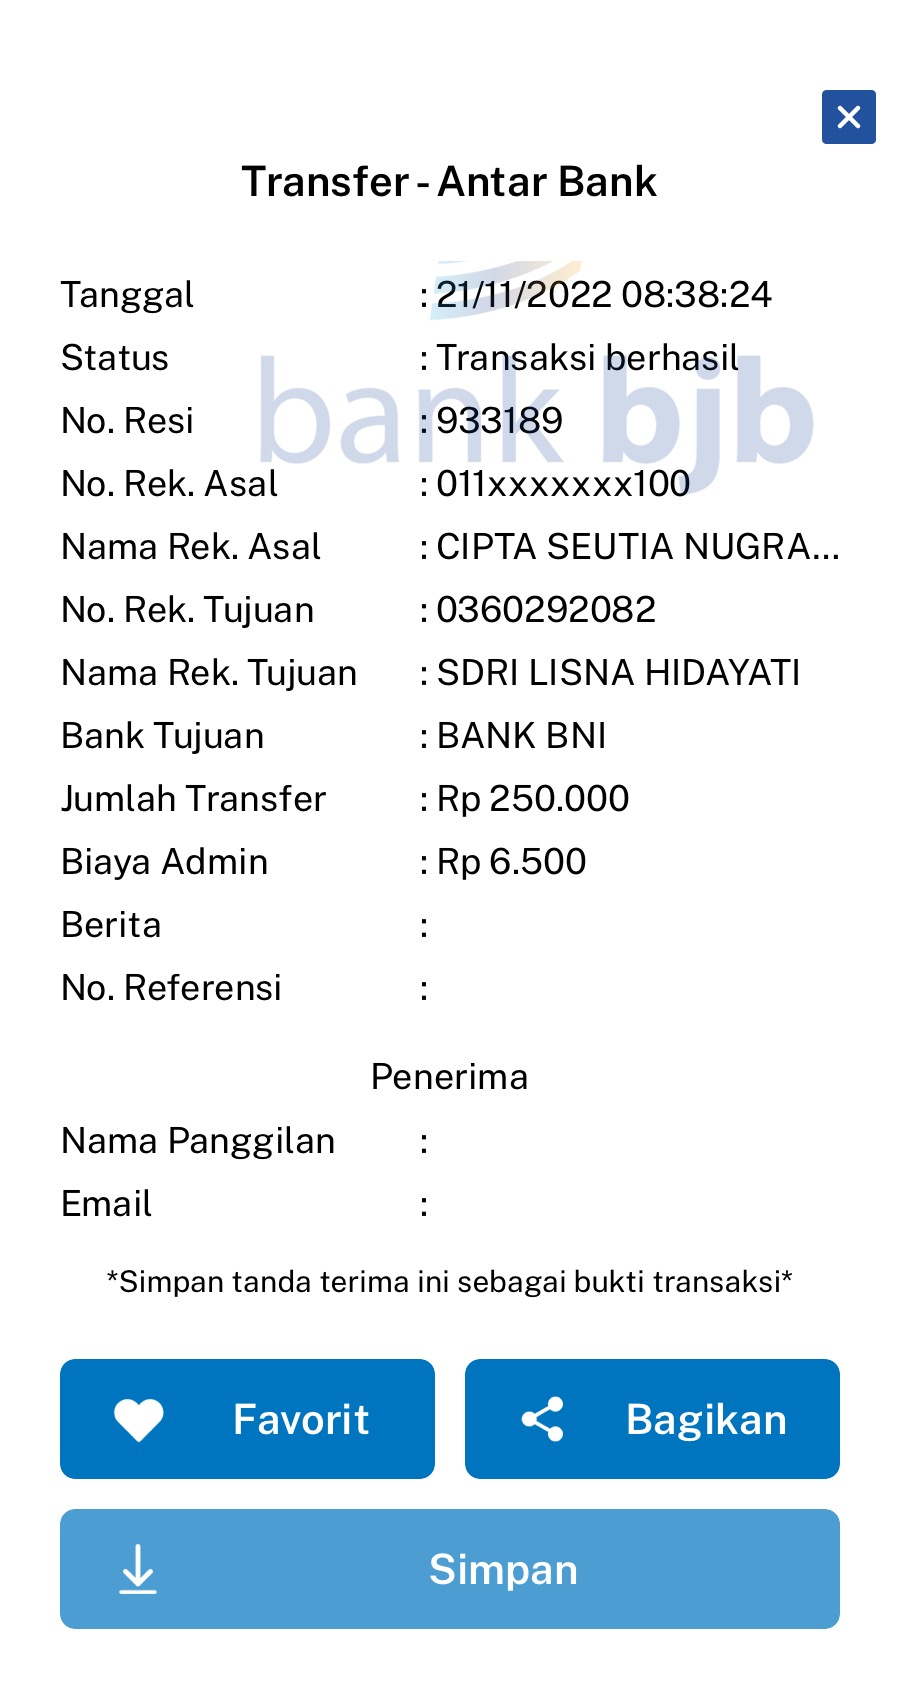 Transfer - Antar Bank
Tanggal : 21/11/2022 08:38:24
Status : Transaksi berhasil
bank bjb
No. Resi : 933189
No. Rek. Asal : 011xxxxxxx100
Nama Rek. Asal : CIPTA SEUTIA NUGRA...
No. Rek. Tujuan : 0360292082
Nama Rek. Tujuan : SDRI LISNA HIDAYATI
Bank Tujuan : BANK BNI
Jumlah Transfer : Rp 250.000
Biaya Admin : Rp 6.500
Berita :
No. Referensi :
Penerima
Nama Panggilan :
Email :
*Simpan tanda terima ini sebagai bukti transaksi*
Favorit
Bagikan
Simpan